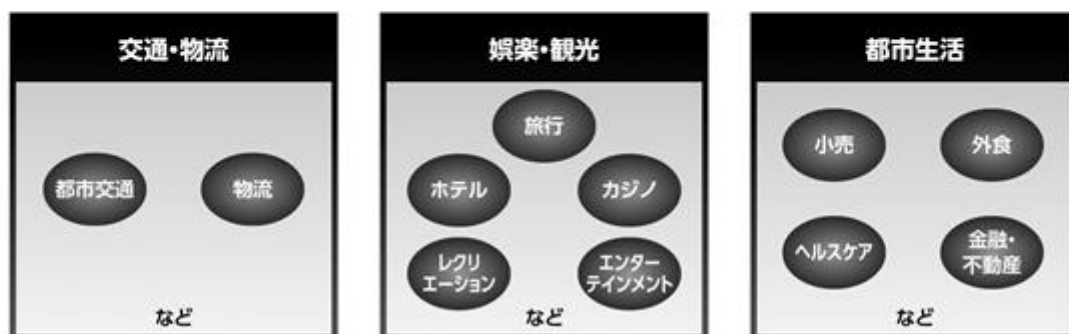 交通・物流
都市交通
物流
など
娯楽・観光
旅行
ホテル
カジノ
レクリ
エーション
エンター
テインメント
など
都市生活
小売
外食
ヘルスケア
金融・
不動産
など